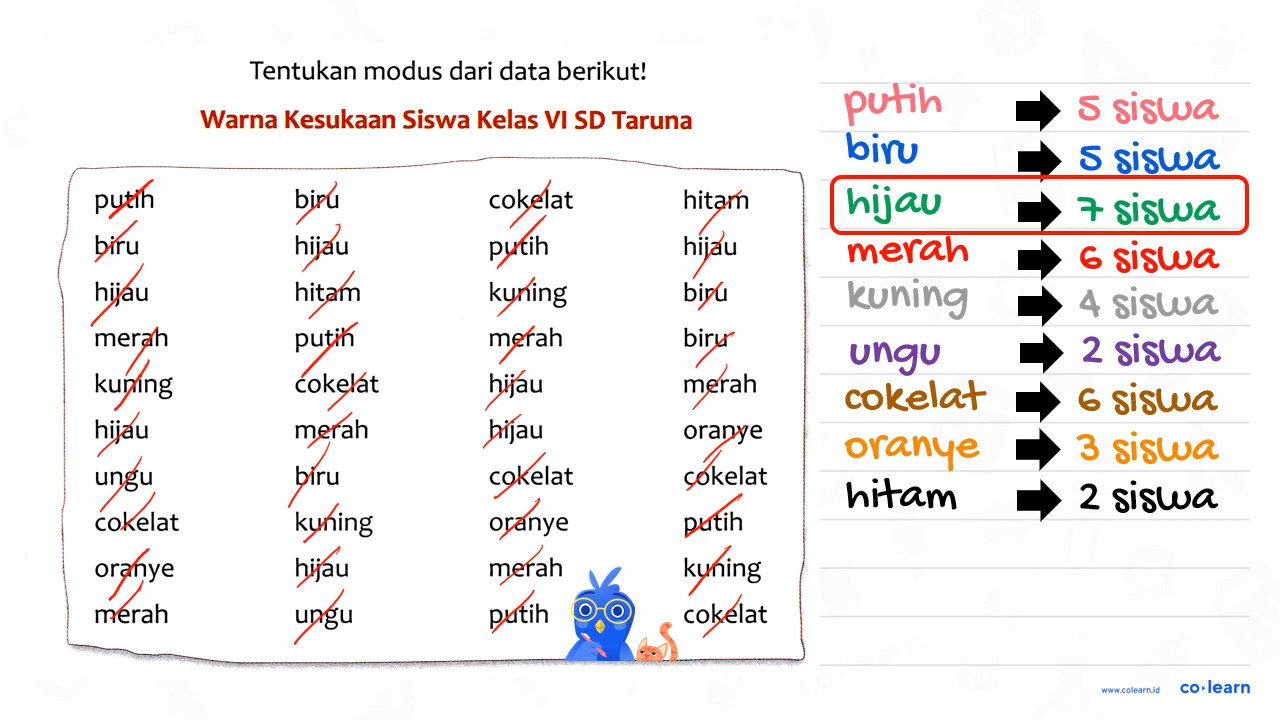 Tentukan modus dari data berikut!
Warna Kesukaan Siswa Kelas VI SD Taruna
putih biru cokelat hitam
biru hijau putih hijau
hijau hitam kuning biru
merah putih merah biru
kuning cokelat hijau merah
hijau merah hijau oranye
ungu biru cokelat cokelat
cokelat kuning oranye putih
oranye hijau merah kuning
merah ungu putih cokelat
putih 5 siswa
biru 5 siswa
hijau 7 siswa
merah 6 siswa
kuning 4 siswa
ungu 2 siswa
cokelat 6 siswa
oranye 3 siswa
hitam 2 siswa
www.colearn.id co·learn